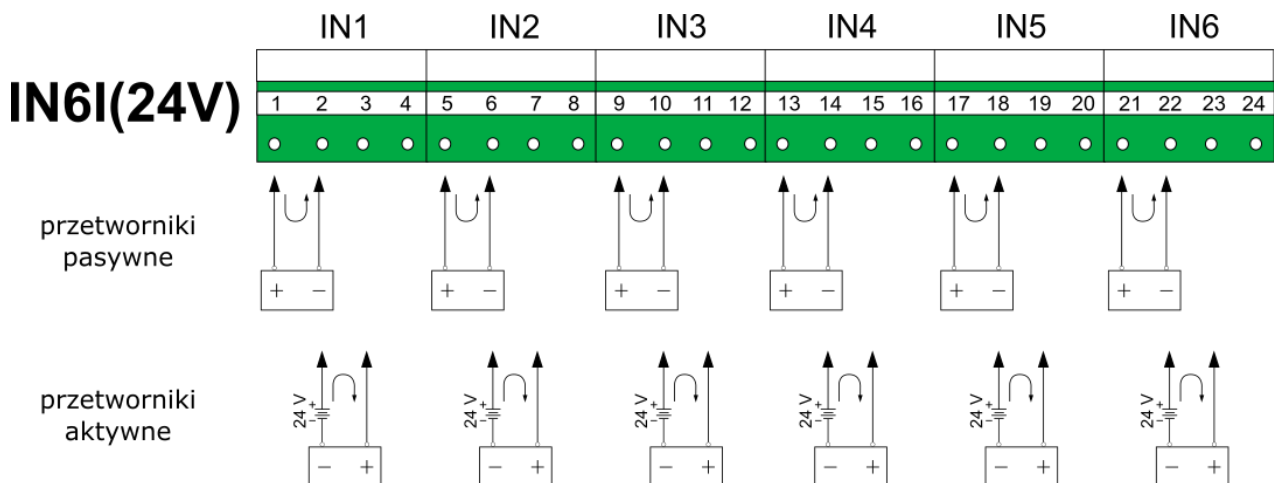 IN1 IN2 IN3 IN4 IN5 IN6
IN6I(24V)
1 2 3 4 5 6 7 8 9 10 11 12 13 14 15 16 17 18 19 20 21 22 23 24
przetworniki
pasywne
+ − + − + − + − + − + −
przetworniki
aktywne
24 V + − 24 V + − 24 V + − 24 V + − 24 V + − 24 V + −
− + − + − + − + − + − +